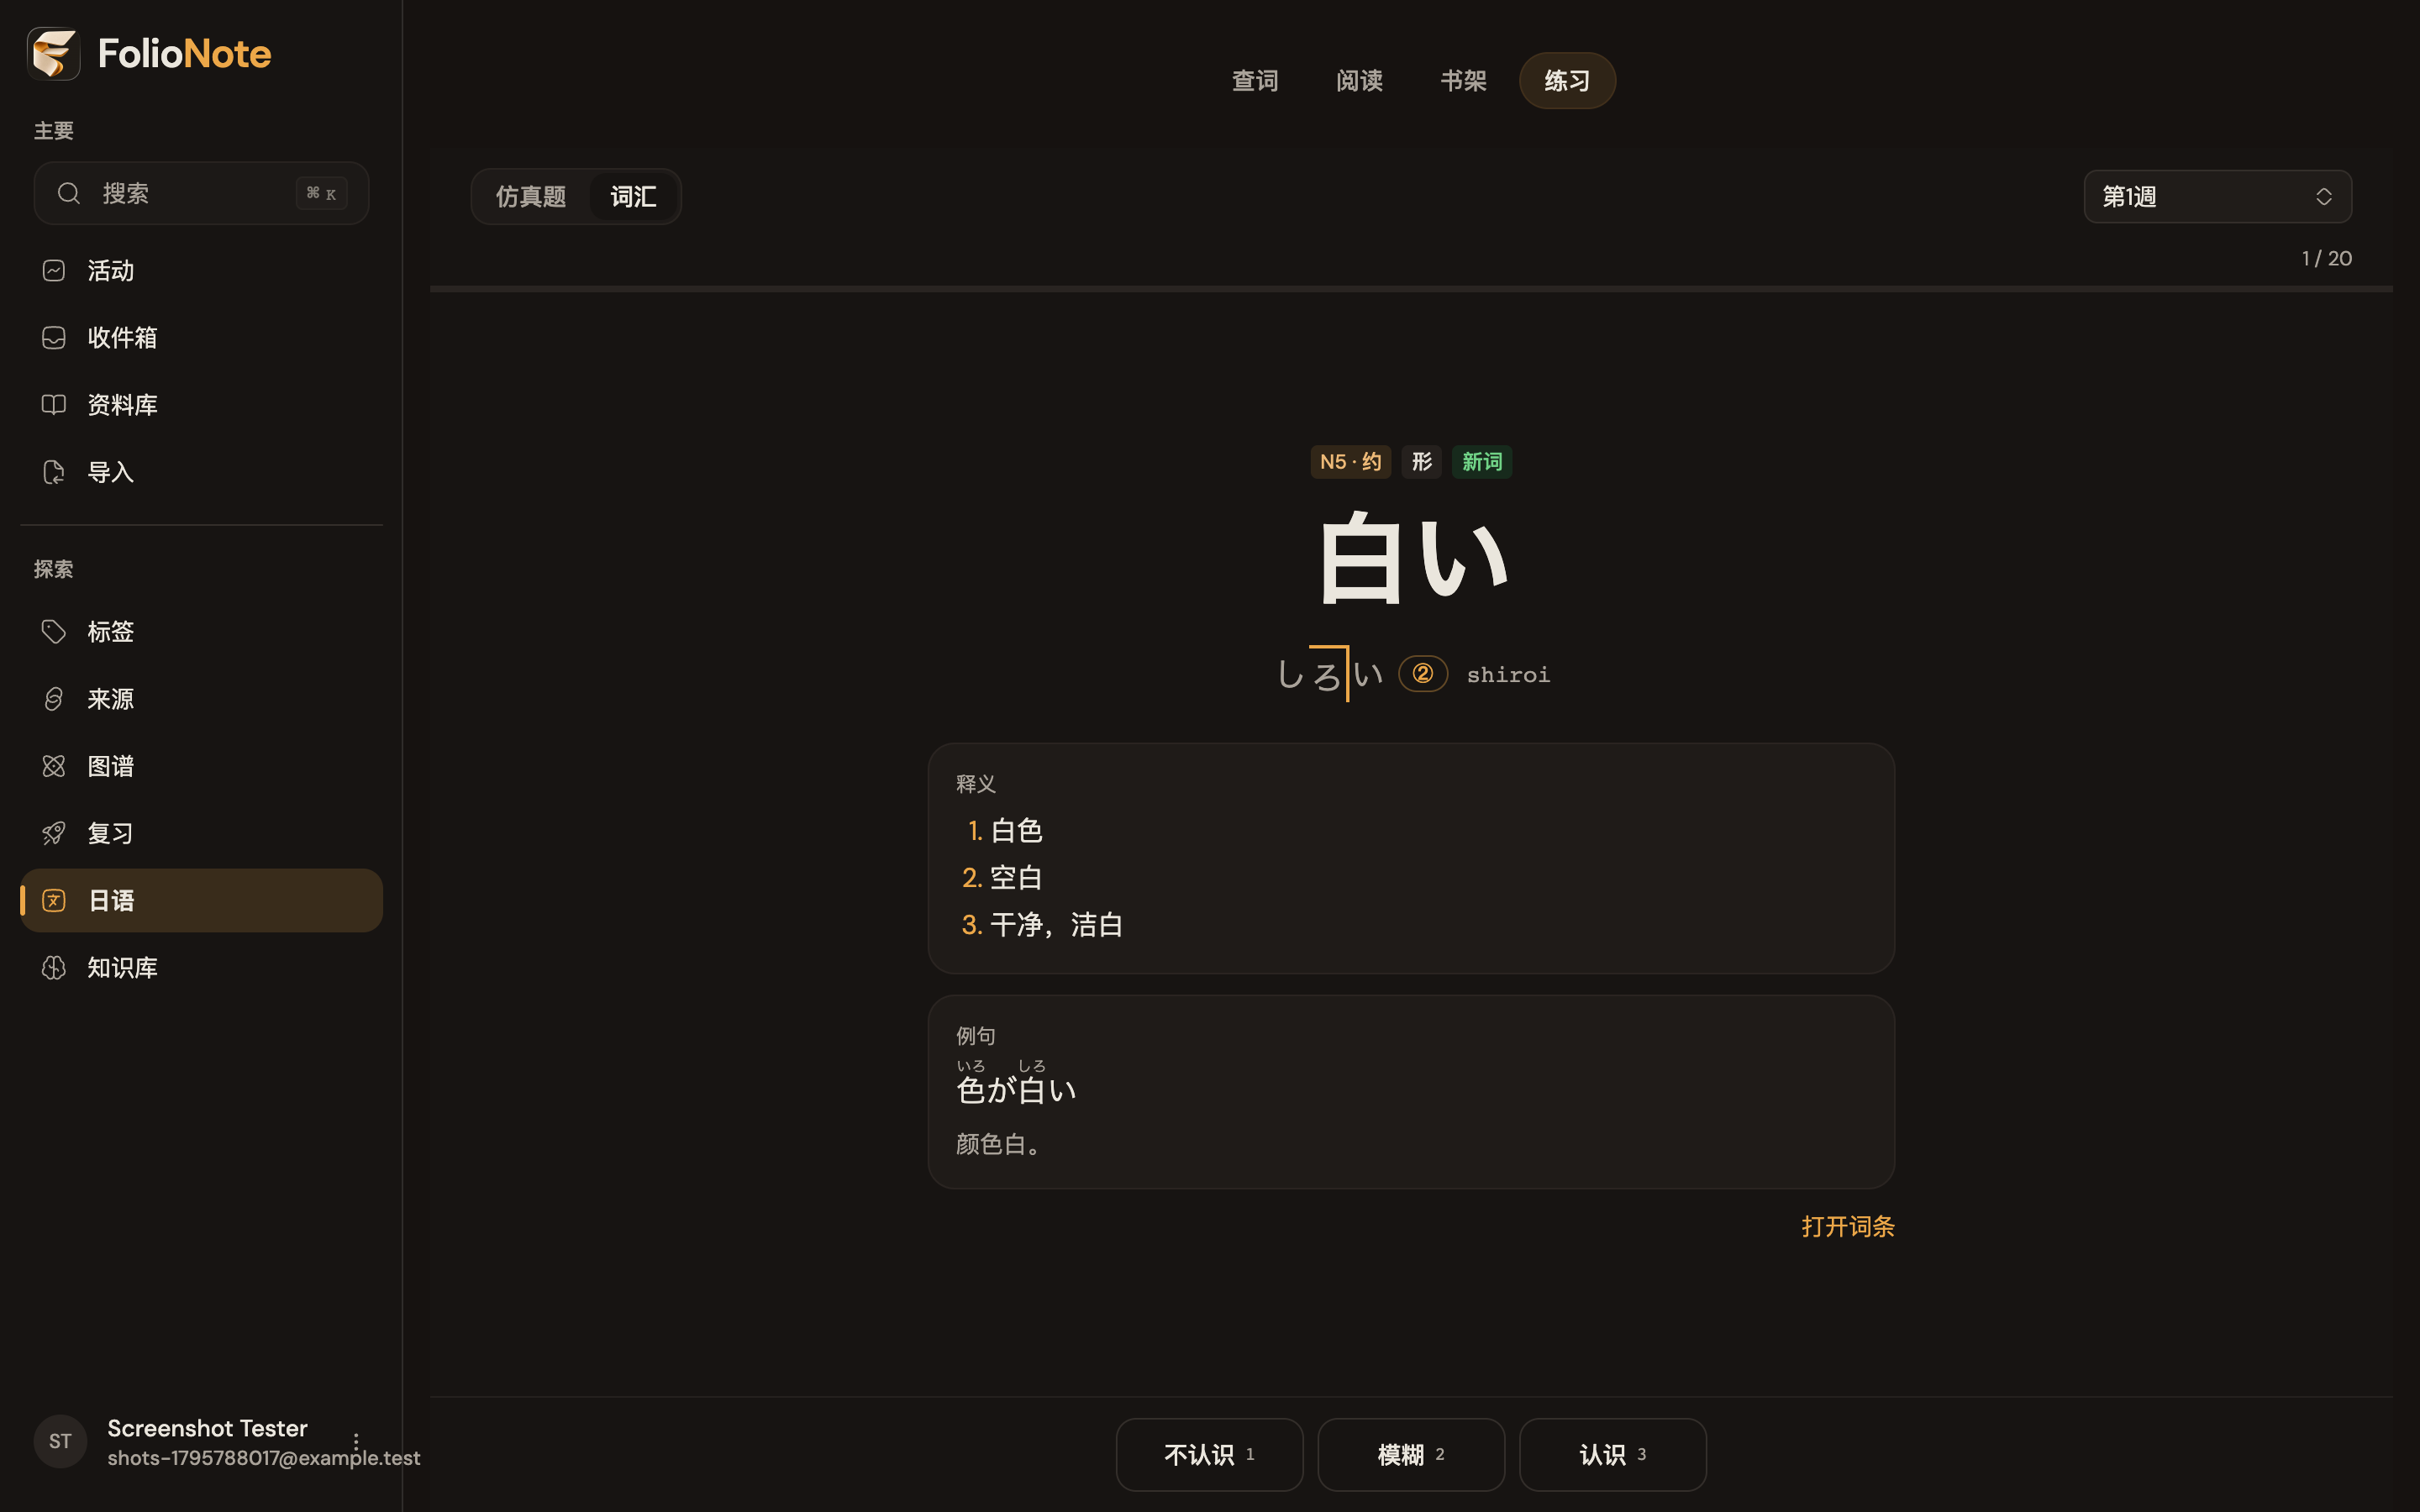 FolioNote
主要
搜索 ⌘ K
活动
收件箱
资料库
导入
探索
标签
来源
图谱
复习
日语
知识库
ST
Screenshot Tester
shots-1795788017@example.test
查词 阅读 书架 练习
仿真题 词汇
第1週
1 / 20
N5 · 约 形 新词
白い
しろい ② shiroi
释义
1. 白色
2. 空白
3. 干净，洁白
例句
いろ しろ
色が白い
颜色白。
打开词条
不认识 1 模糊 2 认识 3